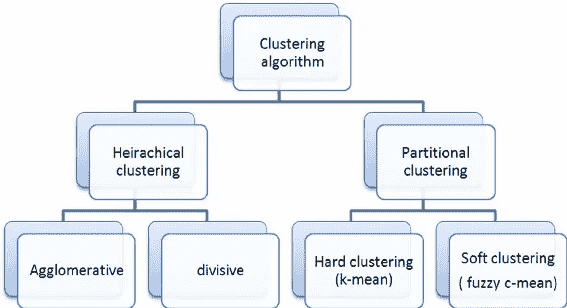 Clustering
algorithm
Heirachical
clustering
Partitional
clustering
Agglomerative
divisive
Hard clustering
(k-mean)
Soft clustering
( fuzzy c-mean)